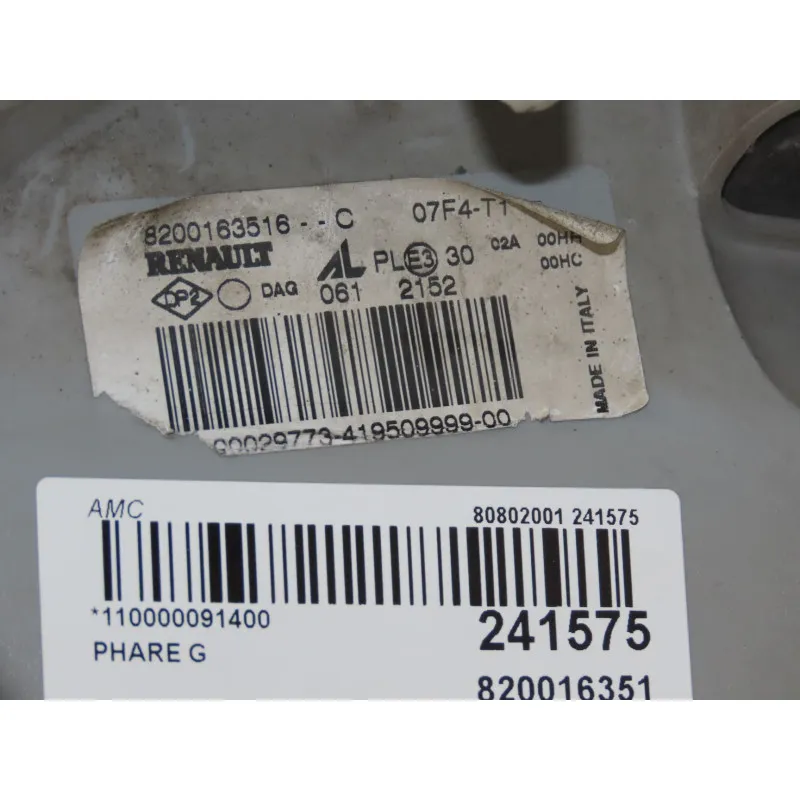 8200163516 -- C 07F4-T1
RENAULT AL PL E3 30 02A 00HH
00HC
DP2 DAG 061 2152
MADE IN ITALY
00029773-419509999-00
AMC 80802001 241575
*110000091400 241575
PHARE G
820016351